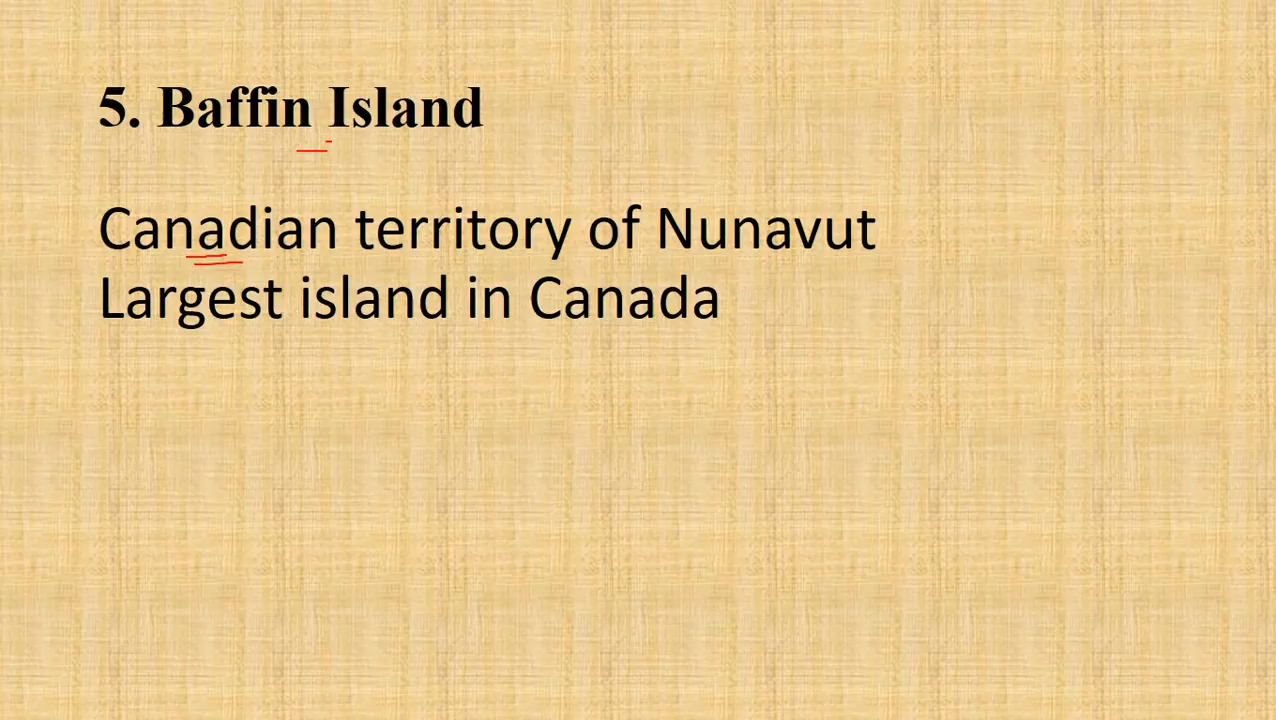 5. Baffin Island
Canadian territory of Nunavut
Largest island in Canada